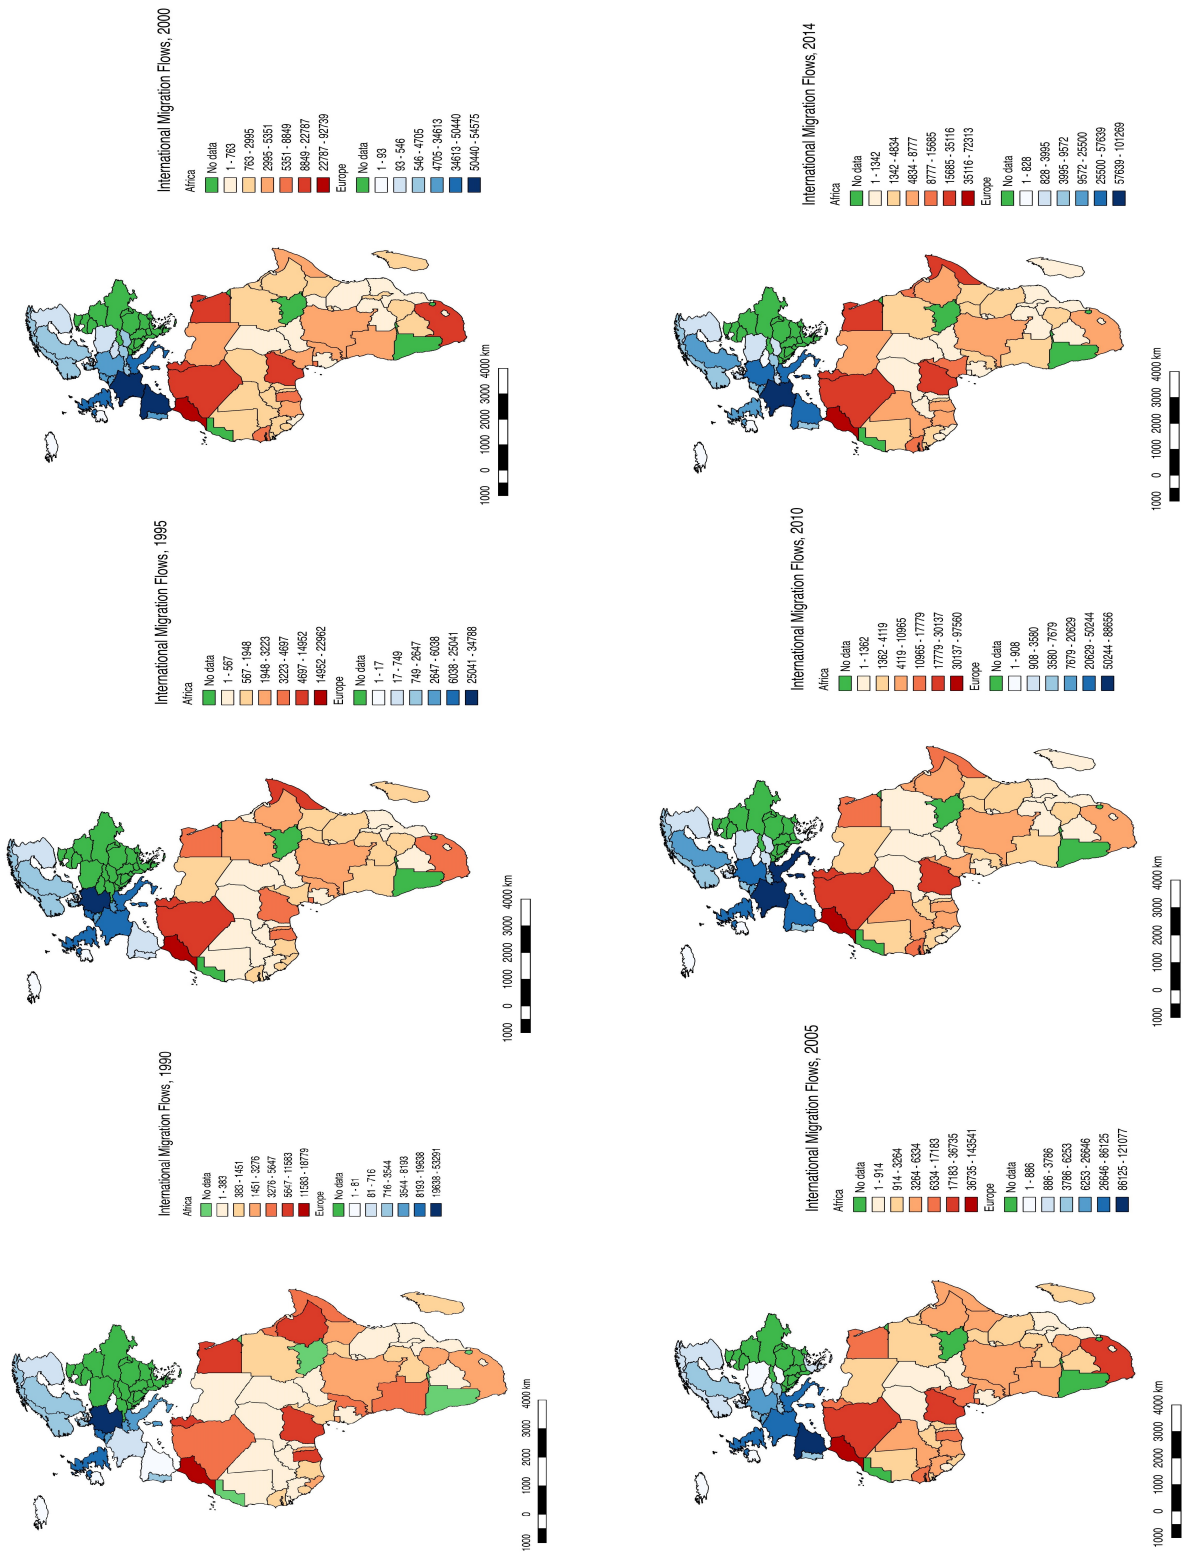 International Migration Flows, 1990
Africa
No data
1 - 383
383 - 1451
1451 - 3276
3276 - 5647
5647 - 11583
11583 - 18779
Europe
No data
1 - 81
81 - 716
716 - 3544
3544 - 8193
8193 - 19638
19638 - 53291
1000 0 1000 2000 3000 4000 km
International Migration Flows, 1995
Africa
No data
1 - 567
567 - 1948
1948 - 3223
3223 - 4697
4697 - 14952
14952 - 22962
Europe
No data
1 - 17
17 - 749
749 - 2647
2647 - 6038
6038 - 25041
25041 - 34788
1000 0 1000 2000 3000 4000 km
International Migration Flows, 2000
Africa
No data
1 - 763
763 - 2995
2995 - 5351
5351 - 8849
8849 - 22787
22787 - 92739
Europe
No data
1 - 93
93 - 546
546 - 4705
4705 - 34613
34613 - 50440
50440 - 54575
1000 0 1000 2000 3000 4000 km
International Migration Flows, 2005
Africa
No data
1 - 914
914 - 3264
3264 - 6334
6334 - 17183
17183 - 36735
36735 - 143541
Europe
No data
1 - 886
886 - 3786
3786 - 6253
6253 - 26646
26646 - 86125
86125 - 121077
1000 0 1000 2000 3000 4000 km
International Migration Flows, 2010
Africa
No data
1 - 1362
1362 - 4119
4119 - 10965
10965 - 17779
17779 - 30137
30137 - 97560
Europe
No data
1 - 908
908 - 3580
3580 - 7679
7679 - 20629
20629 - 50244
50244 - 88656
1000 0 1000 2000 3000 4000 km
International Migration Flows, 2014
Africa
No data
1 - 1342
1342 - 4834
4834 - 8777
8777 - 15685
15685 - 35116
35116 - 72313
Europe
No data
1 - 828
828 - 3995
3995 - 9572
9572 - 25500
25500 - 57639
57639 - 101269
1000 0 1000 2000 3000 4000 km